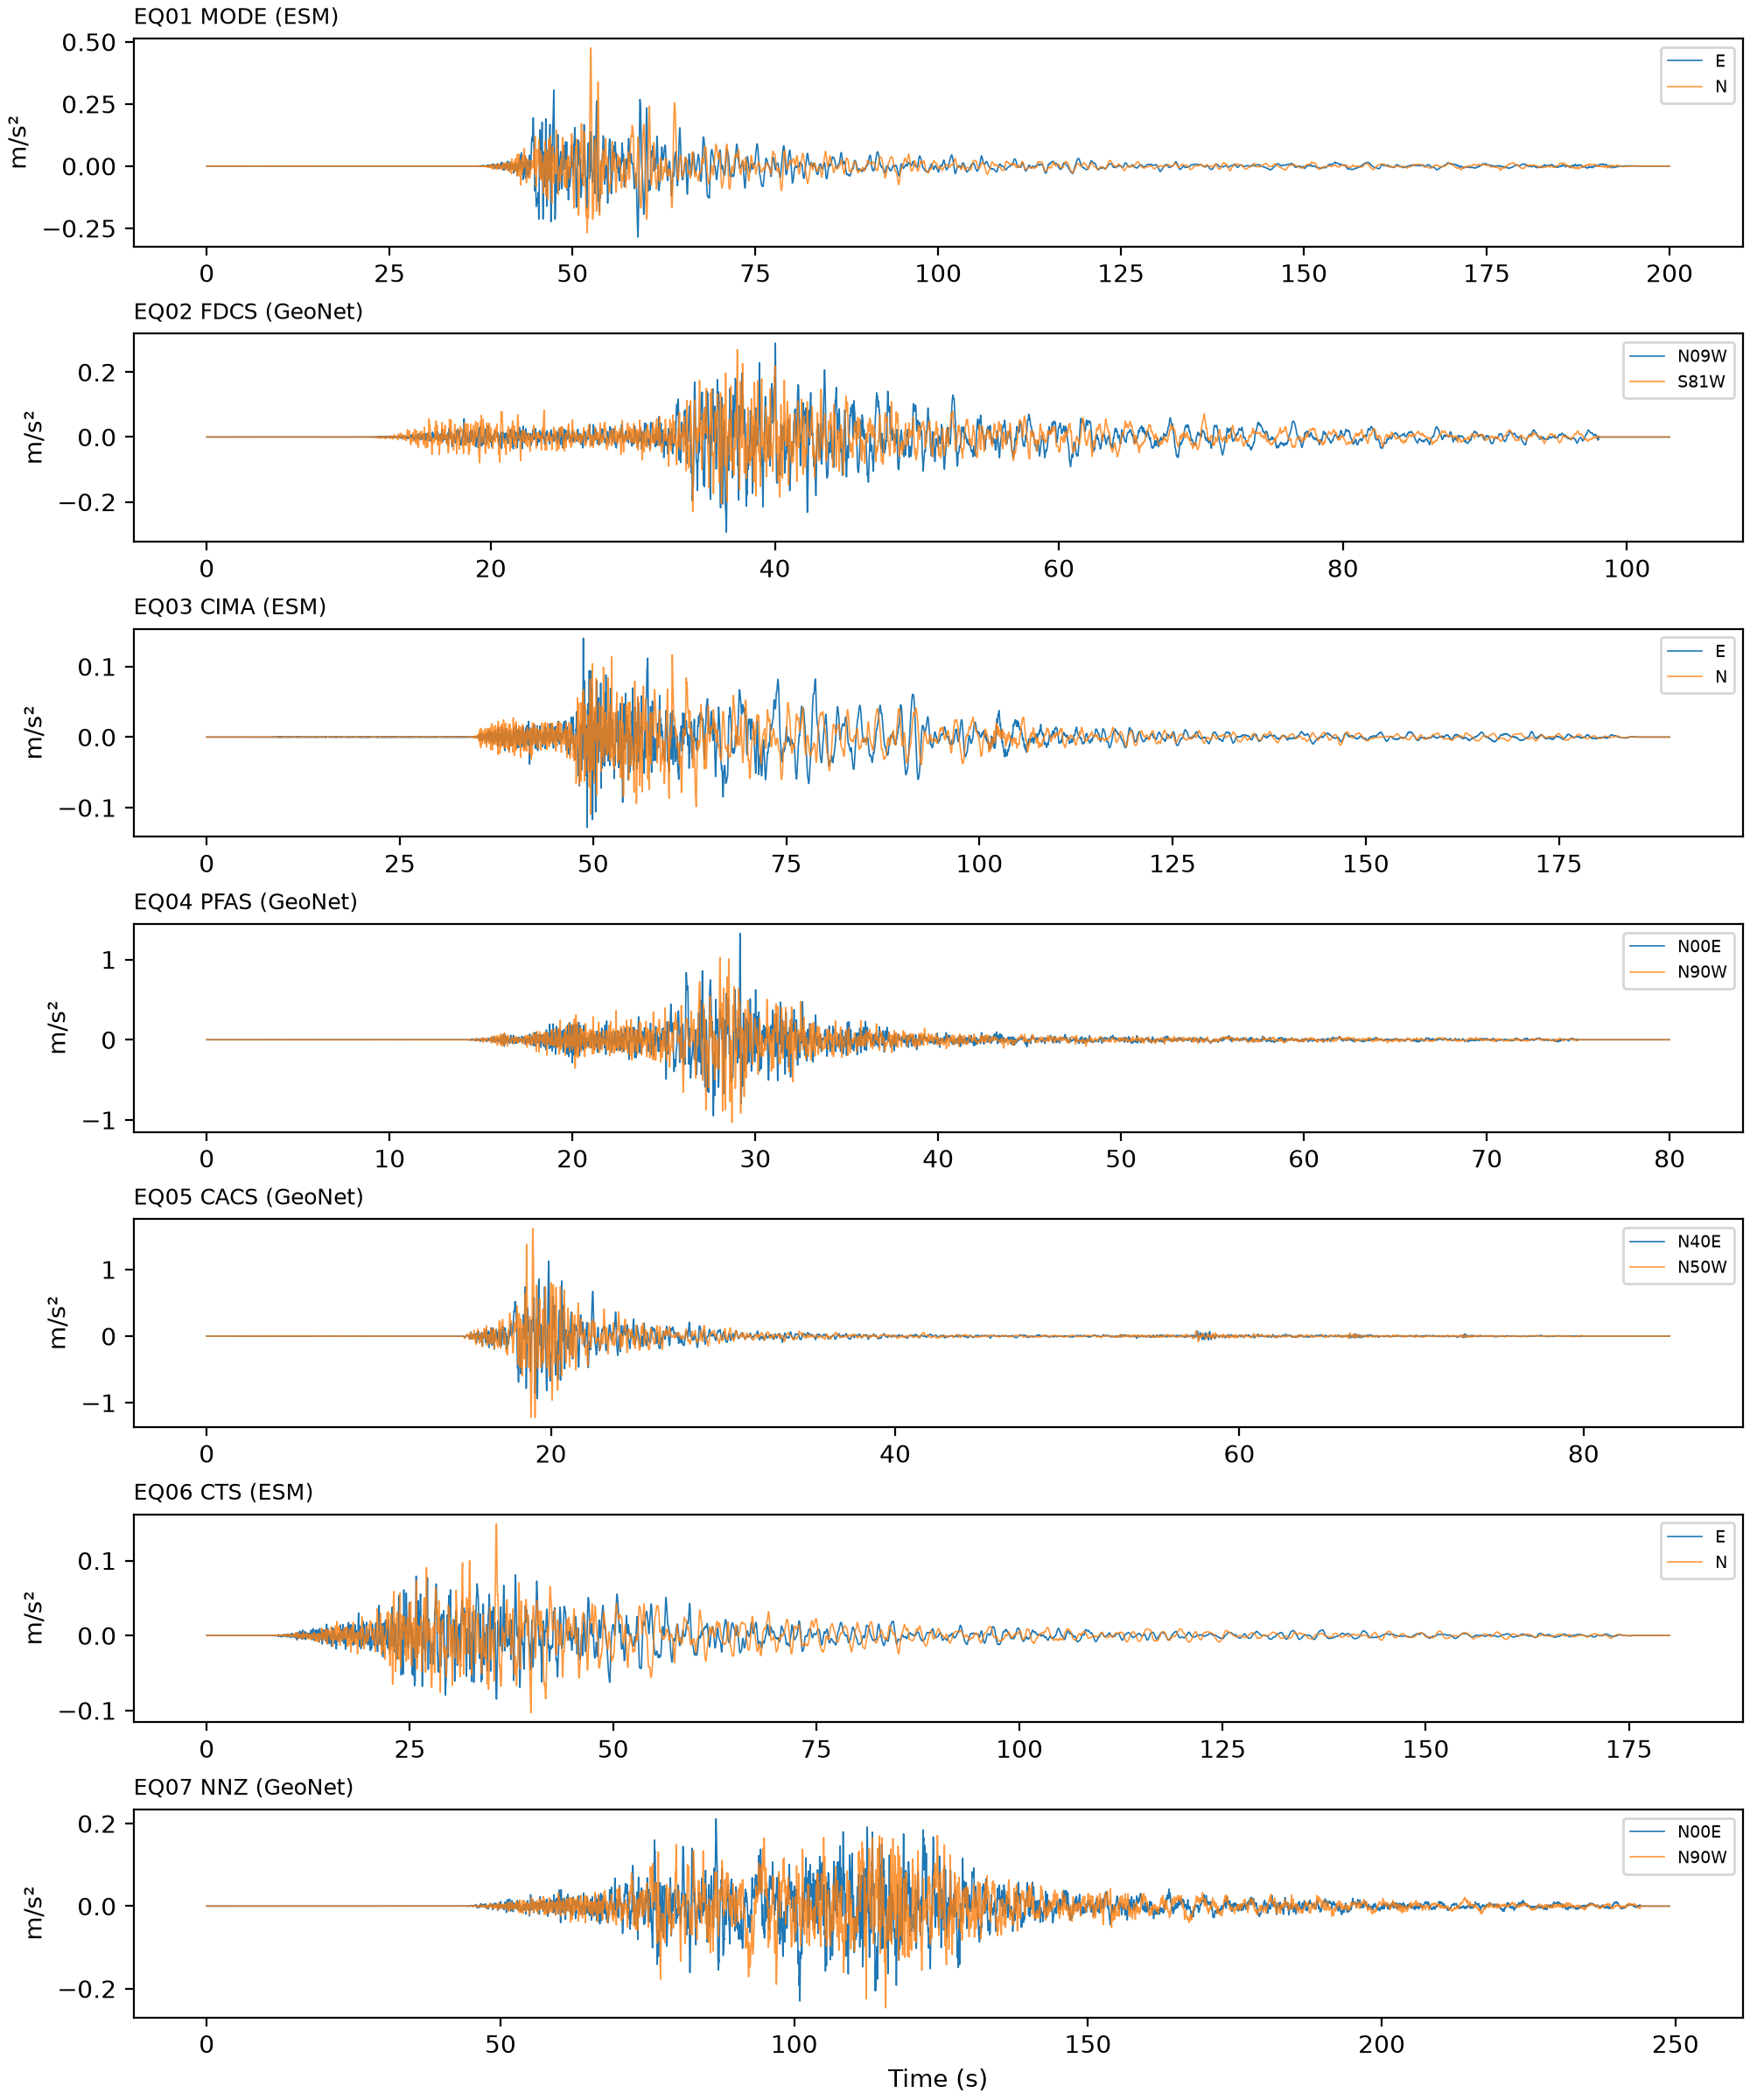 EQ01 MODE (ESM)
m/s²
0.50
0.25
0.00
−0.25
E
N
0 25 50 75 100 125 150 175 200
EQ02 FDCS (GeoNet)
m/s²
0.2
0.0
−0.2
N09W
S81W
0 20 40 60 80 100
EQ03 CIMA (ESM)
m/s²
0.1
0.0
−0.1
E
N
0 25 50 75 100 125 150 175
EQ04 PFAS (GeoNet)
m/s²
1
0
−1
N00E
N90W
0 10 20 30 40 50 60 70 80
EQ05 CACS (GeoNet)
m/s²
1
0
−1
N40E
N50W
0 20 40 60 80
EQ06 CTS (ESM)
m/s²
0.1
0.0
−0.1
E
N
0 25 50 75 100 125 150 175
EQ07 NNZ (GeoNet)
m/s²
0.2
0.0
−0.2
N00E
N90W
0 50 100 150 200 250
Time (s)